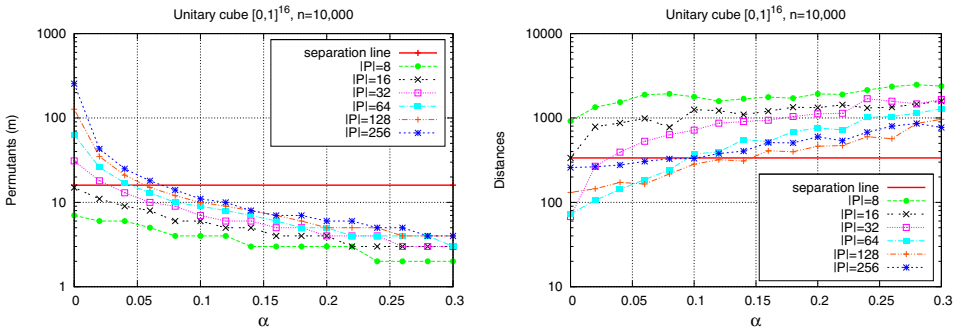 Unitary cube [0,1]^16, n=10,000
Permutants (m)
1000
100
10
1
separation line
|P|=8
|P|=16
|P|=32
|P|=64
|P|=128
|P|=256
0 0.05 0.1 0.15 0.2 0.25 0.3
α
Unitary cube [0,1]^16, n=10,000
Distances
10000
1000
100
10
separation line
|P|=8
|P|=16
|P|=32
|P|=64
|P|=128
|P|=256
0 0.05 0.1 0.15 0.2 0.25 0.3
α